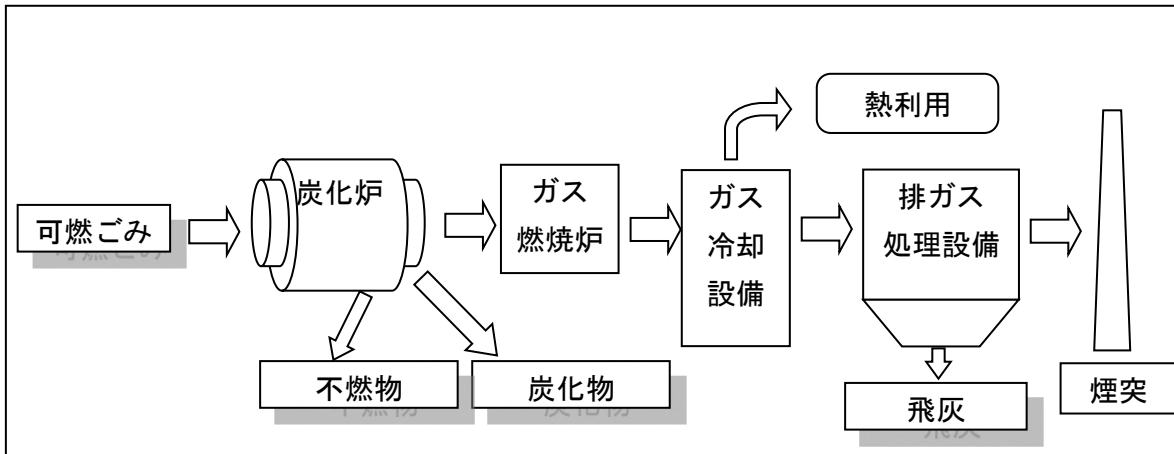 熱利用
可燃ごみ
炭化炉
ガス
燃焼炉
ガス
冷却
設備
排ガス
処理設備
不燃物
炭化物
飛灰
煙突